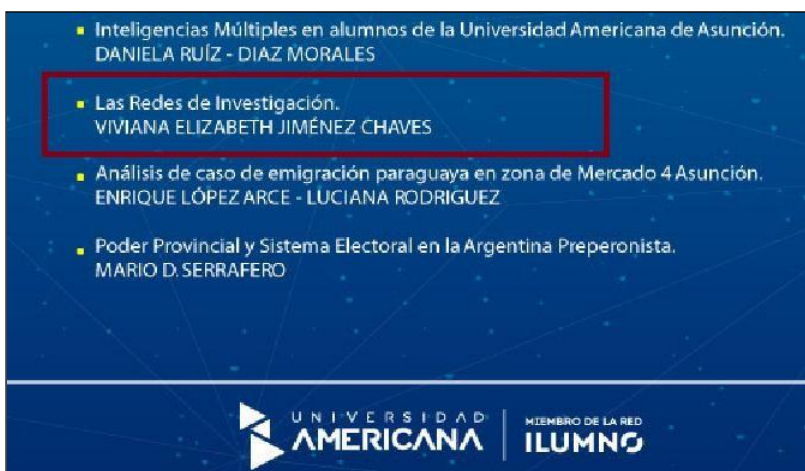 Inteligencias Múltiples en alumnos de la Universidad Americana de Asunción.
DANIELA RUÍZ - DIAZ MORALES
Las Redes de Investigación.
VIVIANA ELIZABETH JIMÉNEZ CHAVES
Análisis de caso de emigración paraguaya en zona de Mercado 4 Asunción.
ENRIQUE LÓPEZ ARCE - LUCIANA RODRIGUEZ
Poder Provincial y Sistema Electoral en la Argentina Preperonista.
MARIO D. SERRAFERO
UNIVERSIDAD
AMERICANA
MIEMBRO DE LA RED
ILUMNO